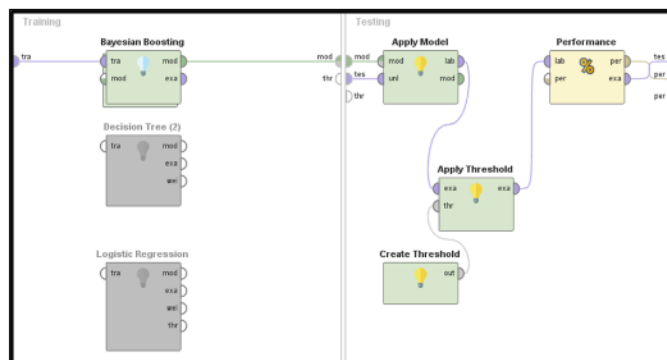 Training
Testing
Bayesian Boosting
tra
tra
mod
mod
exa
mod
thr
Decision Tree (2)
tra
mod
exa
wei
Logistic Regression
tra
mod
exa
wei
thr
mod
tes
thr
Apply Model
mod
lab
unl
mod
Performance
lab
per
per
exa
tes
per
per
Apply Threshold
exa
exa
thr
Create Threshold
out